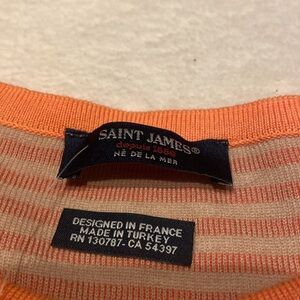 SAINT JAMES®
depuis 1889
NÉ DE LA MER
DESIGNED IN FRANCE
MADE IN TURKEY
RN 130787- CA 54397